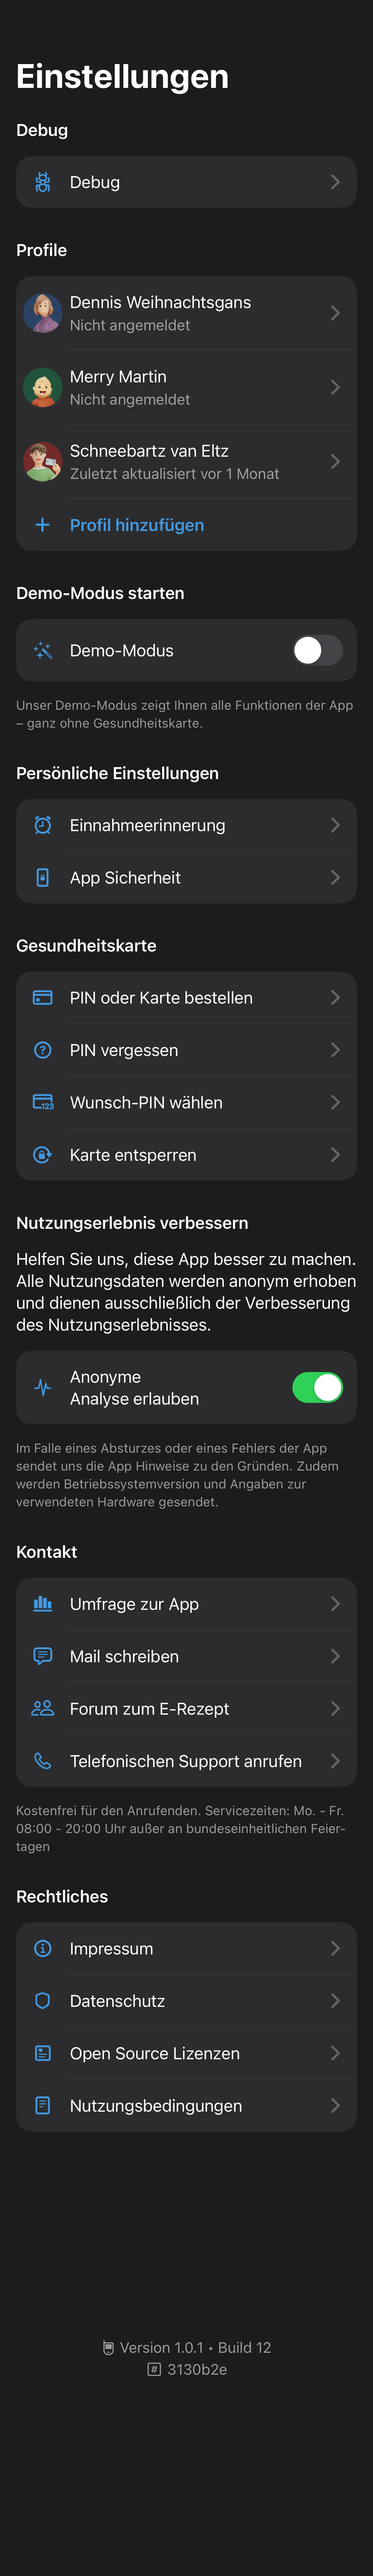 Einstellungen
Debug
Debug
Profile
Dennis Weihnachtsgans
Nicht angemeldet
Merry Martin
Nicht angemeldet
Schneebartz van Eltz
Zuletzt aktualisiert vor 1 Monat
Profil hinzufügen
Demo-Modus starten
Demo-Modus
Unser Demo-Modus zeigt Ihnen alle Funktionen der App
– ganz ohne Gesundheitskarte.
Persönliche Einstellungen
Einnahmeerinnerung
App Sicherheit
Gesundheitskarte
PIN oder Karte bestellen
PIN vergessen
123
Wunsch-PIN wählen
Karte entsperren
Nutzungserlebnis verbessern
Helfen Sie uns, diese App besser zu machen.
Alle Nutzungsdaten werden anonym erhoben
und dienen ausschließlich der Verbesserung
des Nutzungserlebnisses.
Anonyme
Analyse erlauben
Im Falle eines Absturzes oder eines Fehlers der App
sendet uns die App Hinweise zu den Gründen. Zudem
werden Betriebssystemversion und Angaben zur
verwendeten Hardware gesendet.
Kontakt
Umfrage zur App
Mail schreiben
Forum zum E-Rezept
Telefonischen Support anrufen
Kostenfrei für den Anrufenden. Servicezeiten: Mo. - Fr.
08:00 - 20:00 Uhr außer an bundeseinheitlichen Feier-
tagen
Rechtliches
Impressum
Datenschutz
Open Source Lizenzen
Nutzungsbedingungen
Version 1.0.1 • Build 12
# 3130b2e